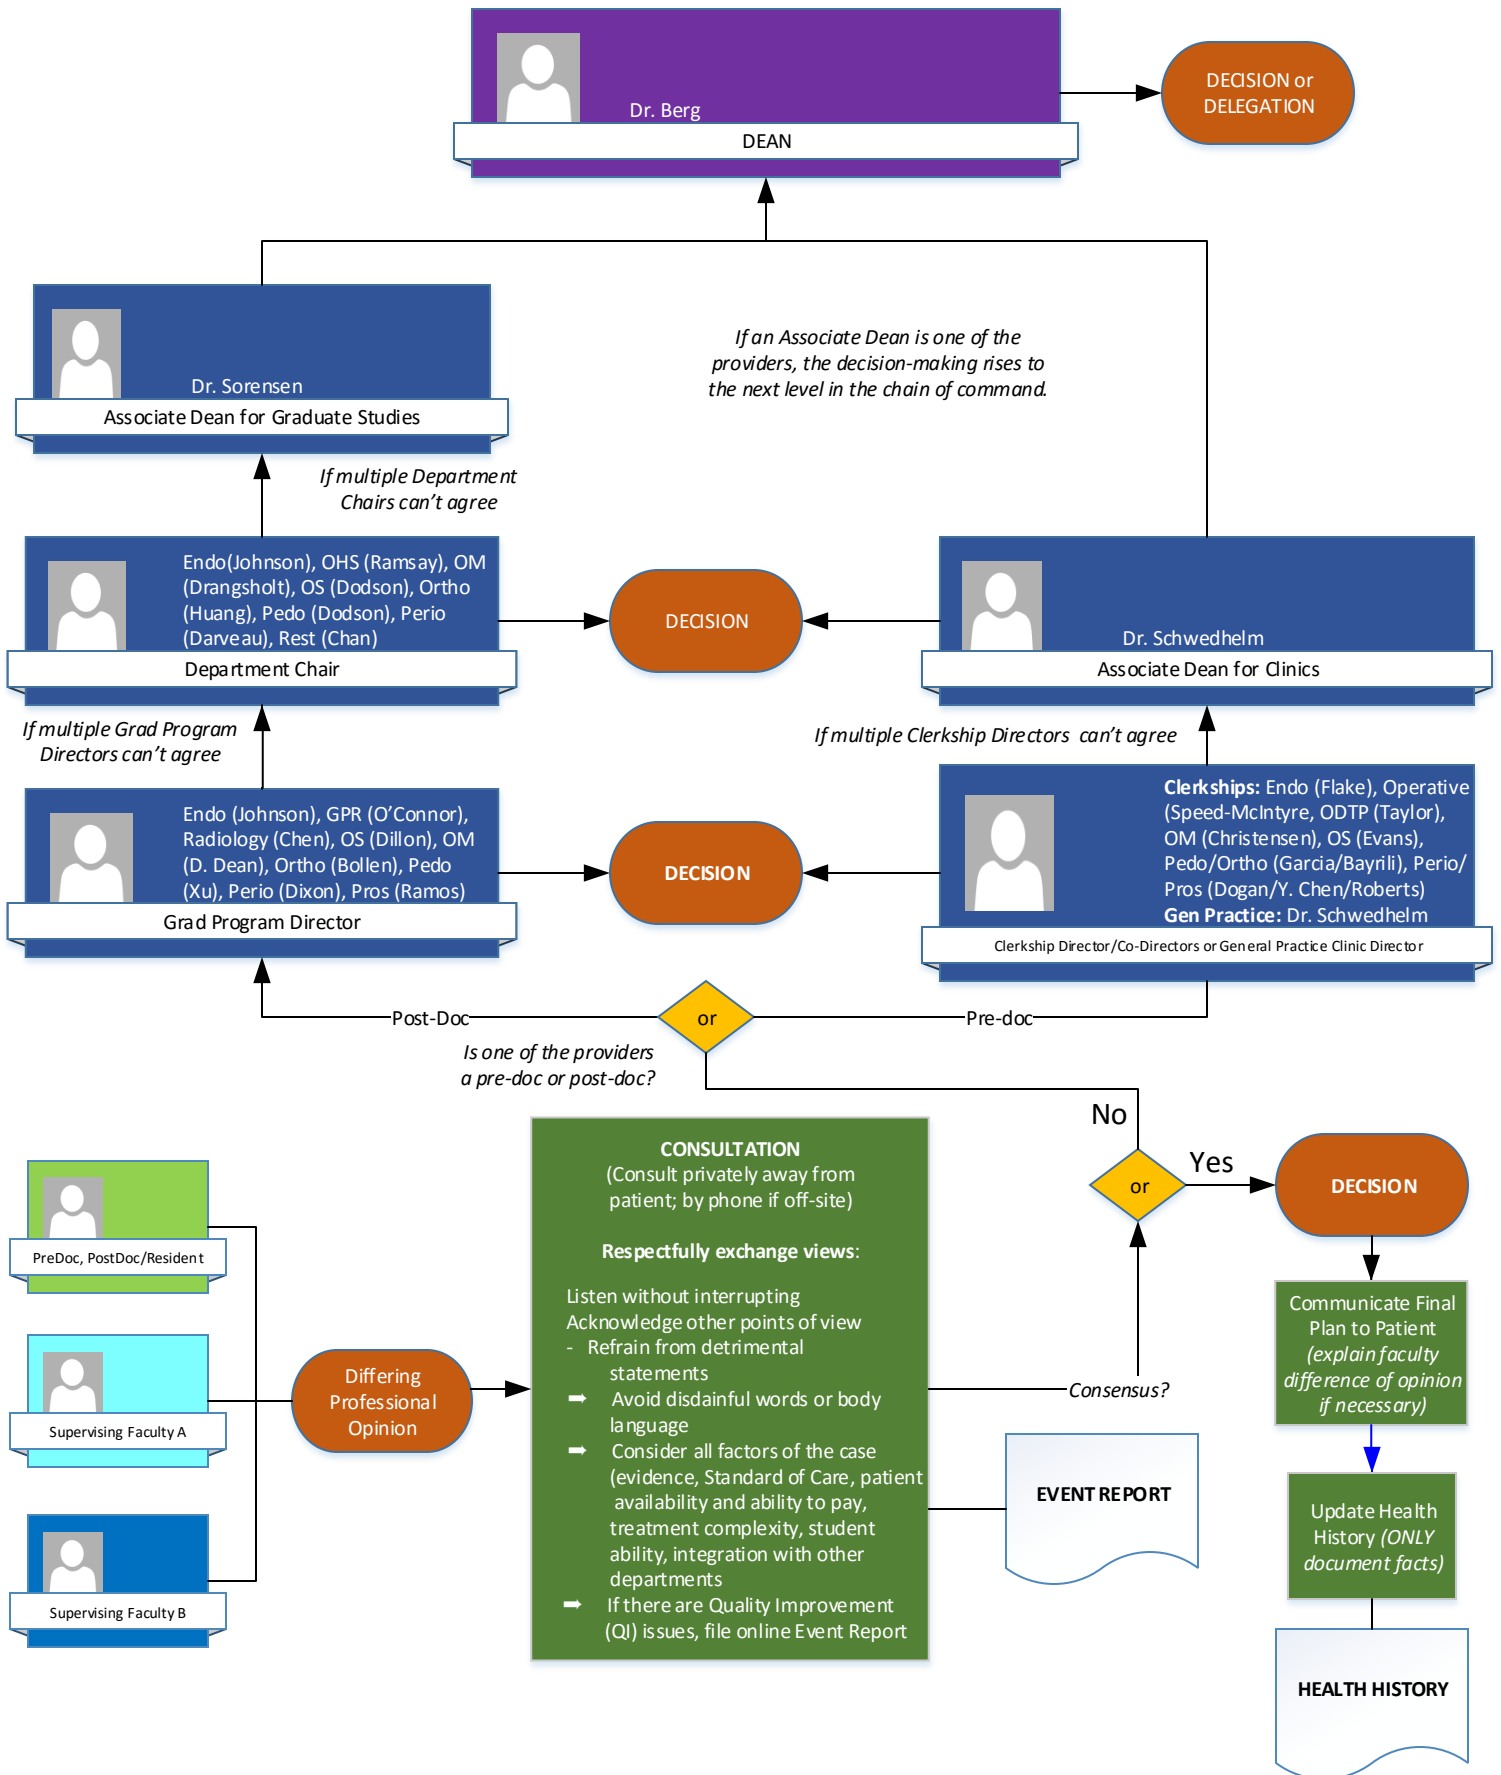 DECISION or
DELEGATION
Dr. Berg
DEAN
If an Associate Dean is one of the
providers, the decision-making rises to
the next level in the chain of command.
Dr. Sorensen
Associate Dean for Graduate Studies
If multiple Department
Chairs can't agree
Endo(Johnson), OHS (Ramsay), OM
(Drangsholt), OS (Dodson), Ortho
(Huang), Pedo (Dodson), Perio
(Darveau), Rest (Chan)
Department Chair
DECISION
Dr. Schwedhelm
Associate Dean for Clinics
If multiple Grad Program
Directors can't agree
If multiple Clerkship Directors can't agree
Endo (Johnson), GPR (O'Connor),
Radiology (Chen), OS (Dillon), OM
(D. Dean), Ortho (Bollen), Pedo
(Xu), Perio (Dixon), Pros (Ramos)
Grad Program Director
DECISION
Clerkships: Endo (Flake), Operative
(Speed-McIntyre, ODTP (Taylor),
OM (Christensen), OS (Evans),
Pedo/Ortho (Garcia/Bayrili), Perio/
Pros (Dogan/Y. Chen/Roberts)
Gen Practice: Dr. Schwedhelm
Clerkship Director/Co-Directors or General Practice Clinic Director
Post-Doc
or
Pre-doc
Is one of the providers
a pre-doc or post-doc?
No
or
Yes
DECISION
PreDoc, PostDoc/Resident
Supervising Faculty A
Supervising Faculty B
Differing
Professional
Opinion
CONSULTATION
(Consult privately away from
patient; by phone if off-site)
Respectfully exchange views:
Listen without interrupting
Acknowledge other points of view
- Refrain from detrimental
statements
➡ Avoid disdainful words or body
language
➡ Consider all factors of the case
(evidence, Standard of Care, patient
availability and ability to pay,
treatment complexity, student
ability, integration with other
departments
➡ If there are Quality Improvement
(QI) issues, file online Event Report
Consensus?
EVENT REPORT
Communicate Final
Plan to Patient
(explain faculty
difference of opinion
if necessary)
Update Health
History (ONLY
document facts)
HEALTH HISTORY